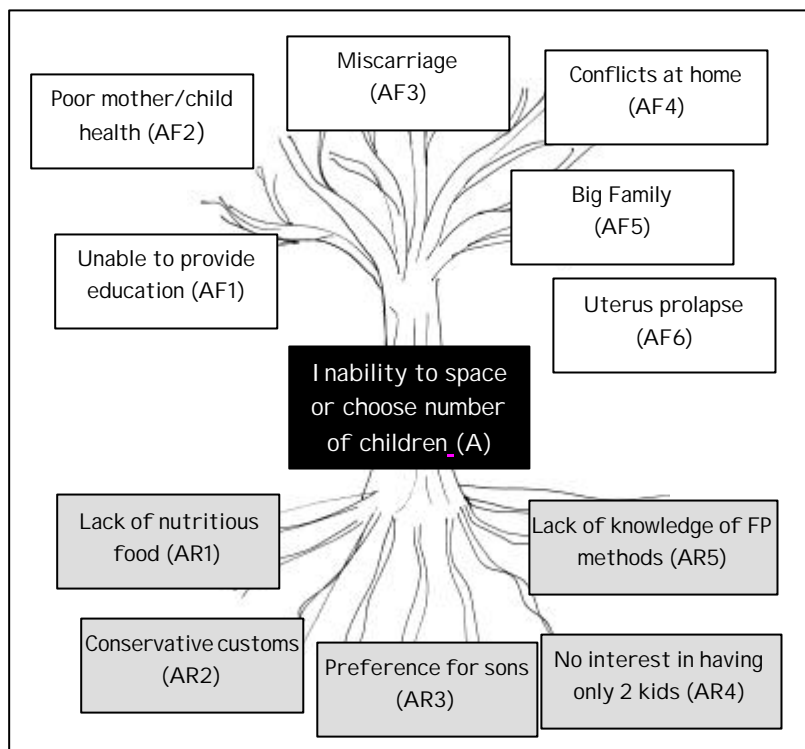 Miscarriage
(AF3)
Conflicts at home
(AF4)
Poor mother/child
health (AF2)
Big Family
(AF5)
Unable to provide
education (AF1)
Uterus prolapse
(AF6)
Inability to space
or choose number
of children (A)
Lack of nutritious
food (AR1)
Lack of knowledge of FP
methods (AR5)
Conservative customs
(AR2)
Preference for sons
(AR3)
No interest in having
only 2 kids (AR4)